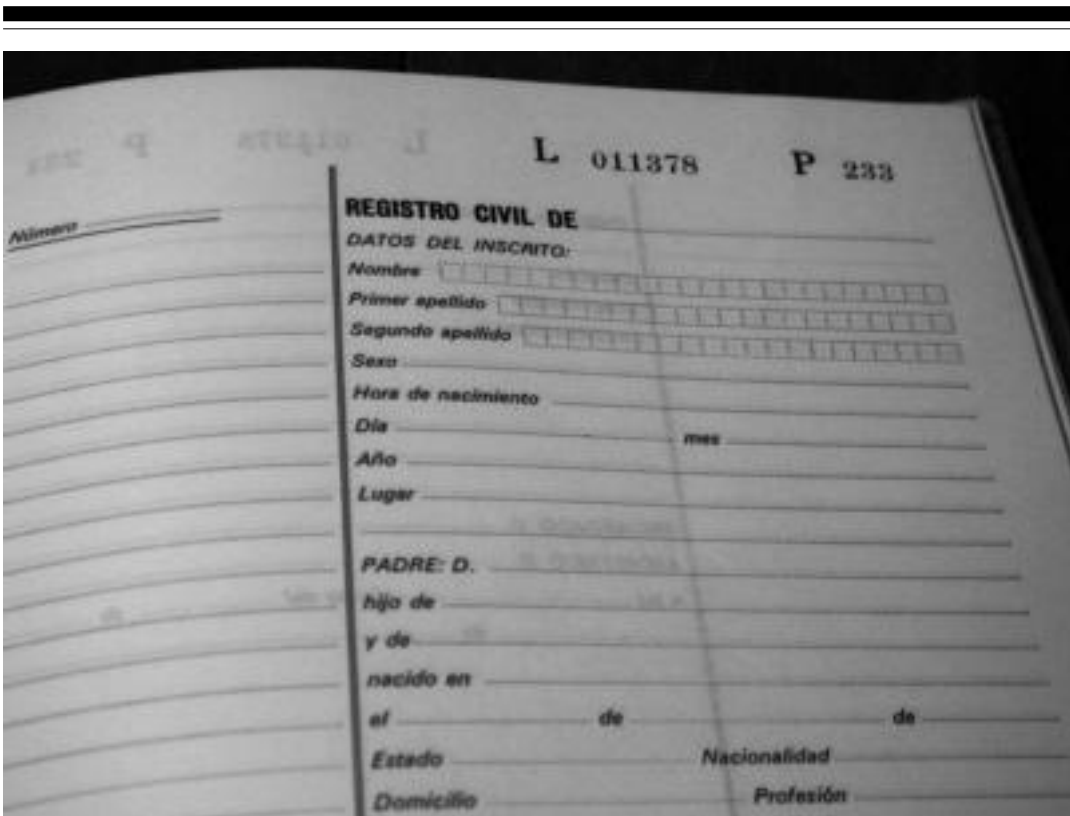 L 011378 P 233
Número
REGISTRO CIVIL DE
DATOS DEL INSCRITO:
Nombre
Primer apellido
Segundo apellido
Sexo
Hora de nacimiento
Día mes
Año
Lugar
PADRE: D.
hijo de
y de
nacido en
el de de
Estado Nacionalidad
Domicilio Profesión